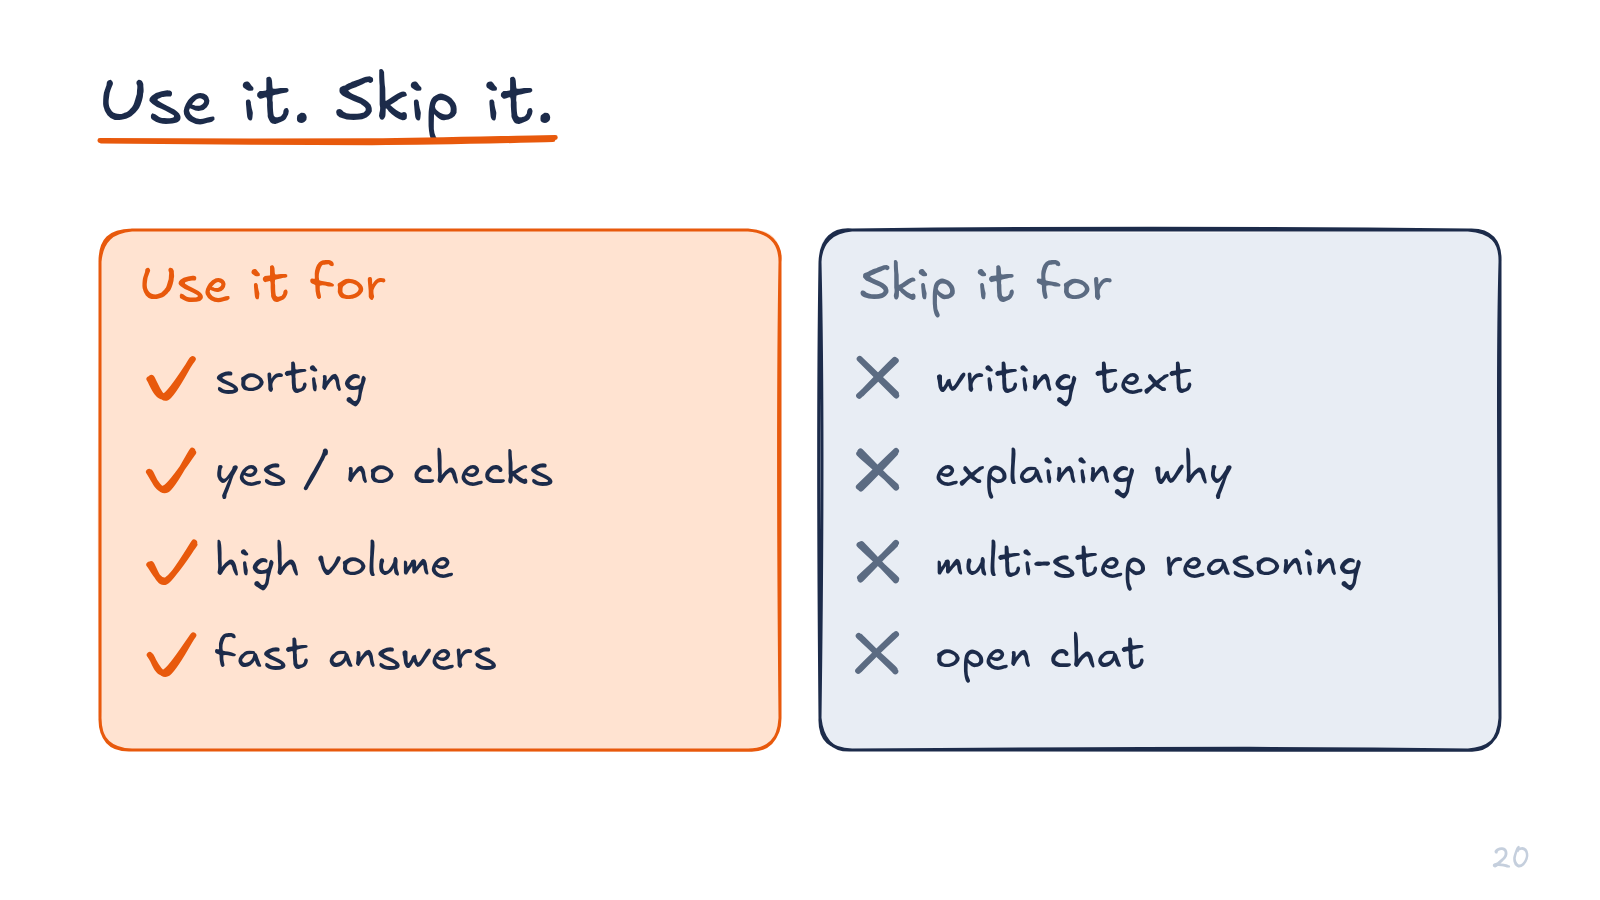 Use it. Skip it.
Use it for
sorting
yes / no checks
high volume
fast answers
Skip it for
writing text
explaining why
multi-step reasoning
open chat
20